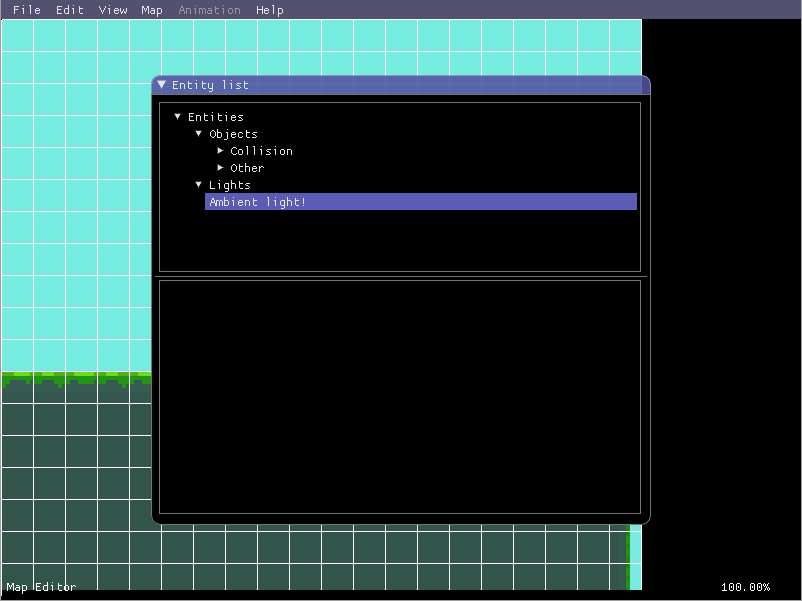 File Edit View Map Animation Help
Entity list
Entities
Objects
Collision
Other
Lights
Ambient light!
Map Editor 100.00%